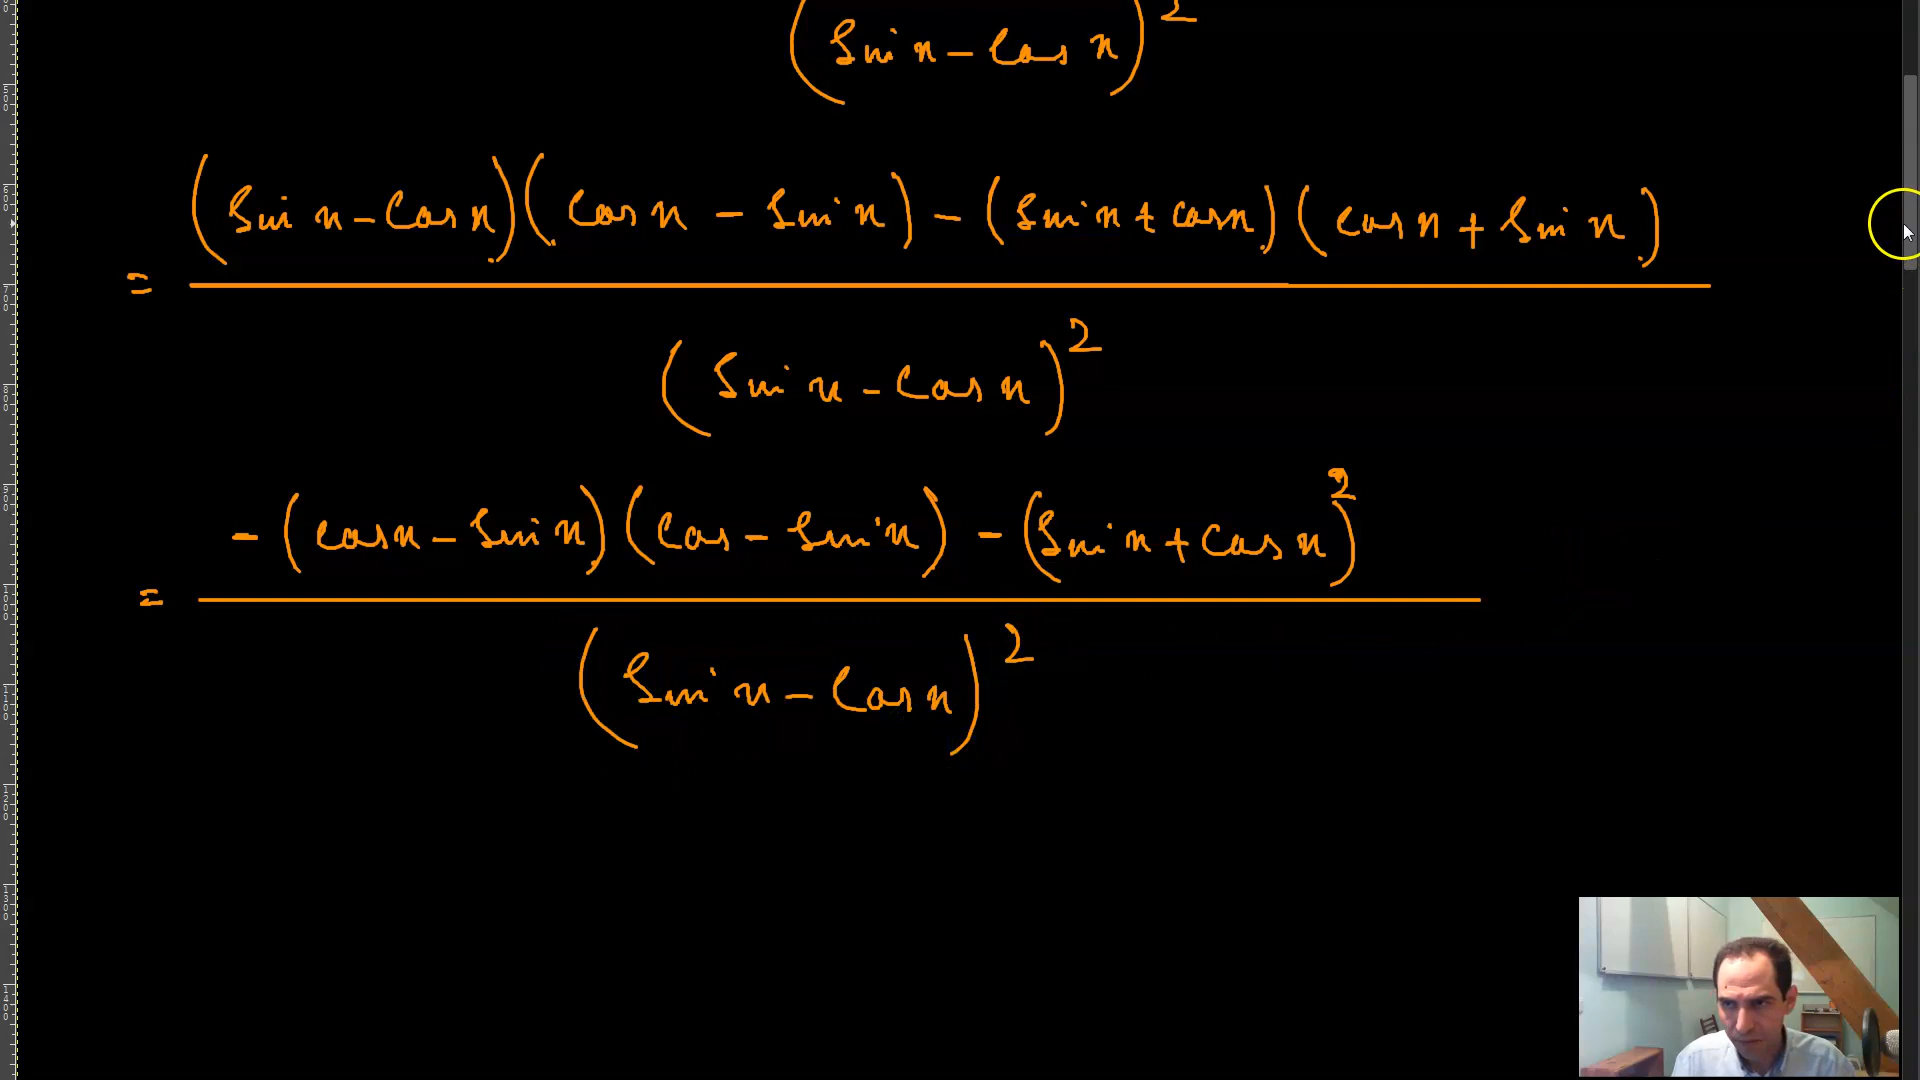 (Sin x - Cos x)^2
= ((Sin x - Cos x)(Cos x - Sin x) - (Sin x + Cos x)(Cos x + Sin x)) / (Sin x - Cos x)^2
= (-(Cos x - Sin x)(Cos - Sin x) - (Sin x + Cos x)^2) / (Sin x - Cos x)^2